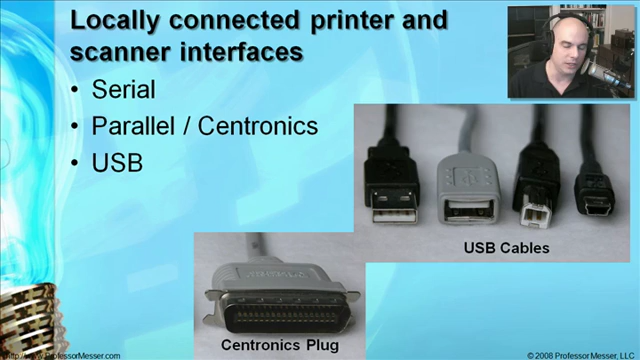 Locally connected printer and
scanner interfaces
• Serial
• Parallel / Centronics
• USB
USB Cables
Centronics Plug
http://www.ProfessorMesser.com
© 2008 Professor Messer, LLC